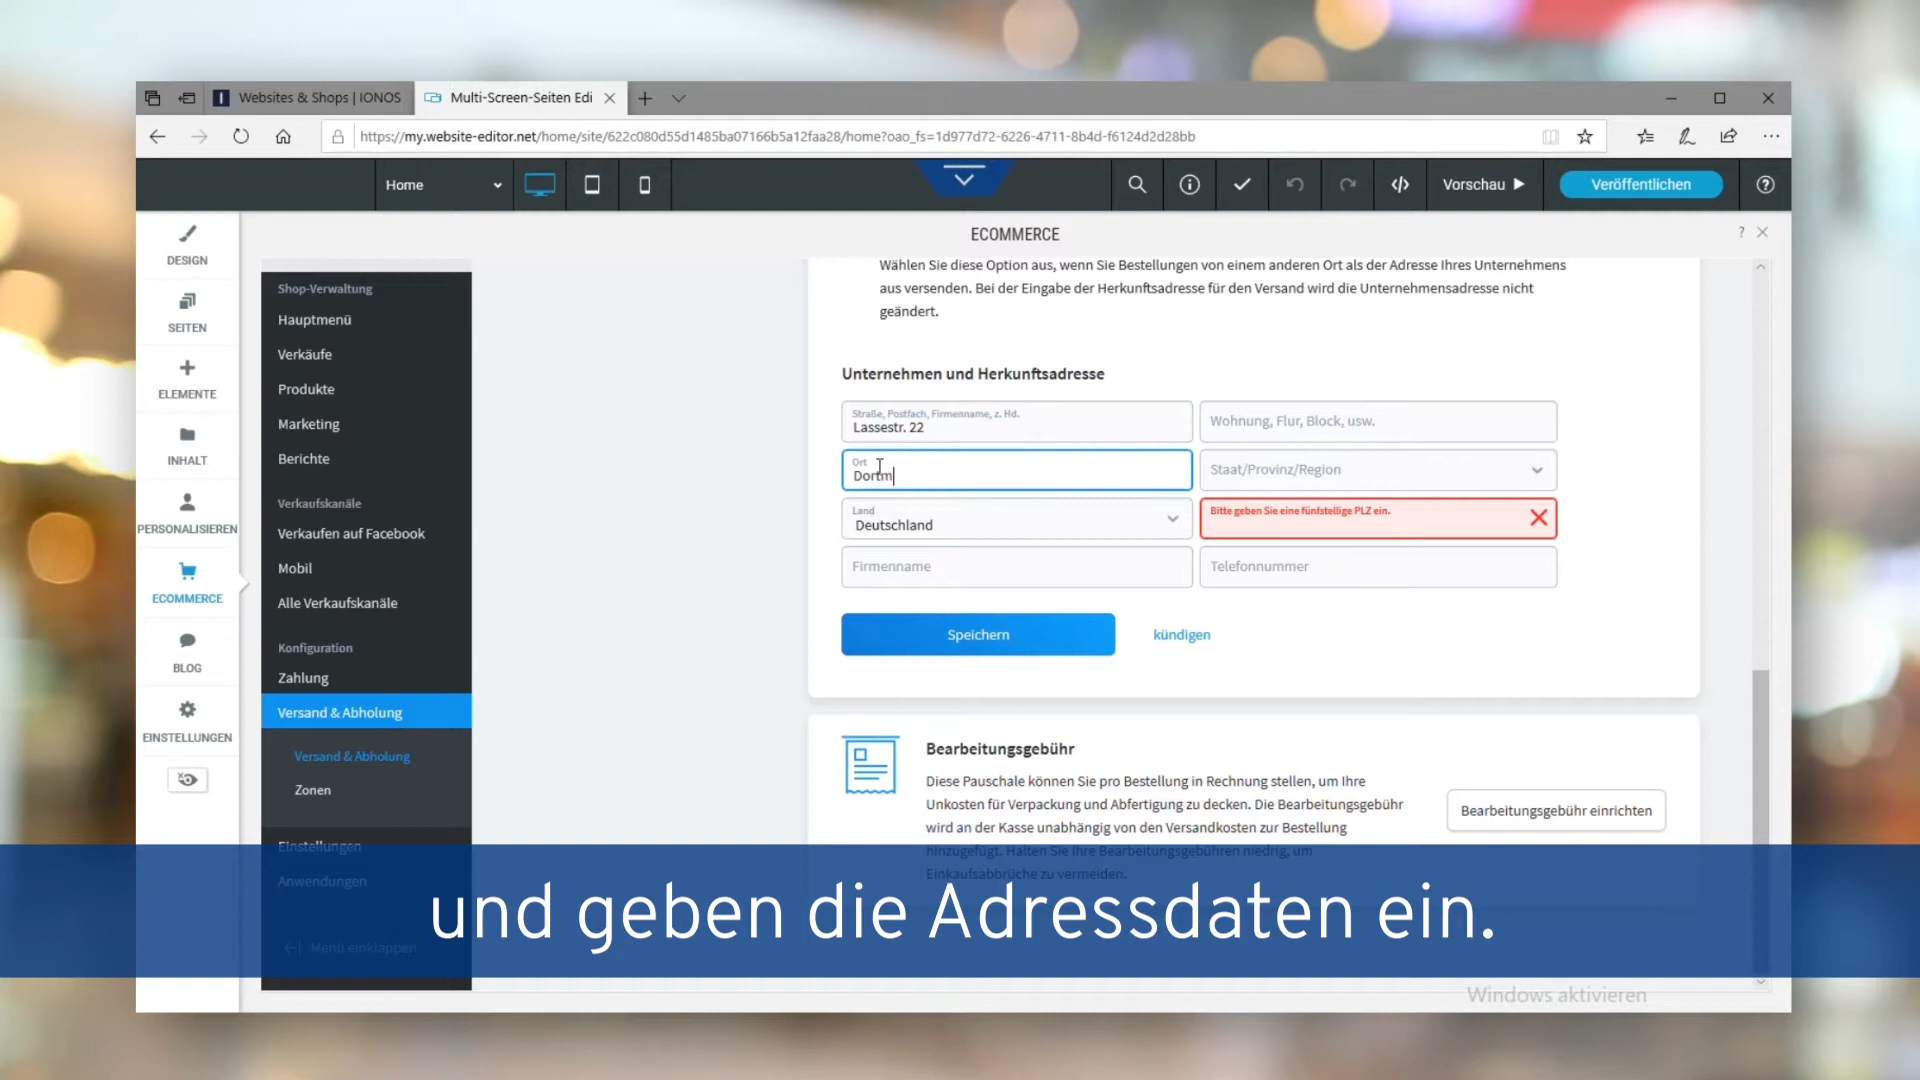 Websites & Shops | IONOS
Multi-Screen-Seiten Edi
https://my.website-editor.net/home/site/622c080d55d1485ba07166b5a12faa28/home?oao_fs=1d977d72-6226-4711-8b4d-f6124d2d28bb
Home
Vorschau
Veröffentlichen
ECOMMERCE
?
DESIGN
SEITEN
ELEMENTE
INHALT
PERSONALISIEREN
ECOMMERCE
BLOG
EINSTELLUNGEN
Shop-Verwaltung
Hauptmenü
Verkäufe
Produkte
Marketing
Berichte
Verkaufskanäle
Verkaufen auf Facebook
Mobil
Alle Verkaufskanäle
Konfiguration
Zahlung
Versand & Abholung
Versand & Abholung
Zonen
Einstellungen
Anwendungen
Menü einklappen
Wählen Sie diese Option aus, wenn Sie Bestellungen von einem anderen Ort als der Adresse Ihres Unternehmens
aus versenden. Bei der Eingabe der Herkunftsadresse für den Versand wird die Unternehmensadresse nicht
geändert.
Unternehmen und Herkunftsadresse
Straße, Postfach, Firmenname, z. Hd.
Lassestr. 22
Wohnung, Flur, Block, usw.
Ort
Dortm
Staat/Provinz/Region
Land
Deutschland
Bitte geben Sie eine fünfstellige PLZ ein.
Firmenname
Telefonnummer
Speichern
kündigen
Bearbeitungsgebühr
Diese Pauschale können Sie pro Bestellung in Rechnung stellen, um Ihre
Unkosten für Verpackung und Abfertigung zu decken. Die Bearbeitungsgebühr
wird an der Kasse unabhängig von den Versandkosten zur Bestellung
hinzugefügt. Halten Sie Ihre Bearbeitungsgebühren niedrig, um
Einkaufsabbrüche zu vermeiden.
Bearbeitungsgebühr einrichten
und geben die Adressdaten ein.
Windows aktivieren